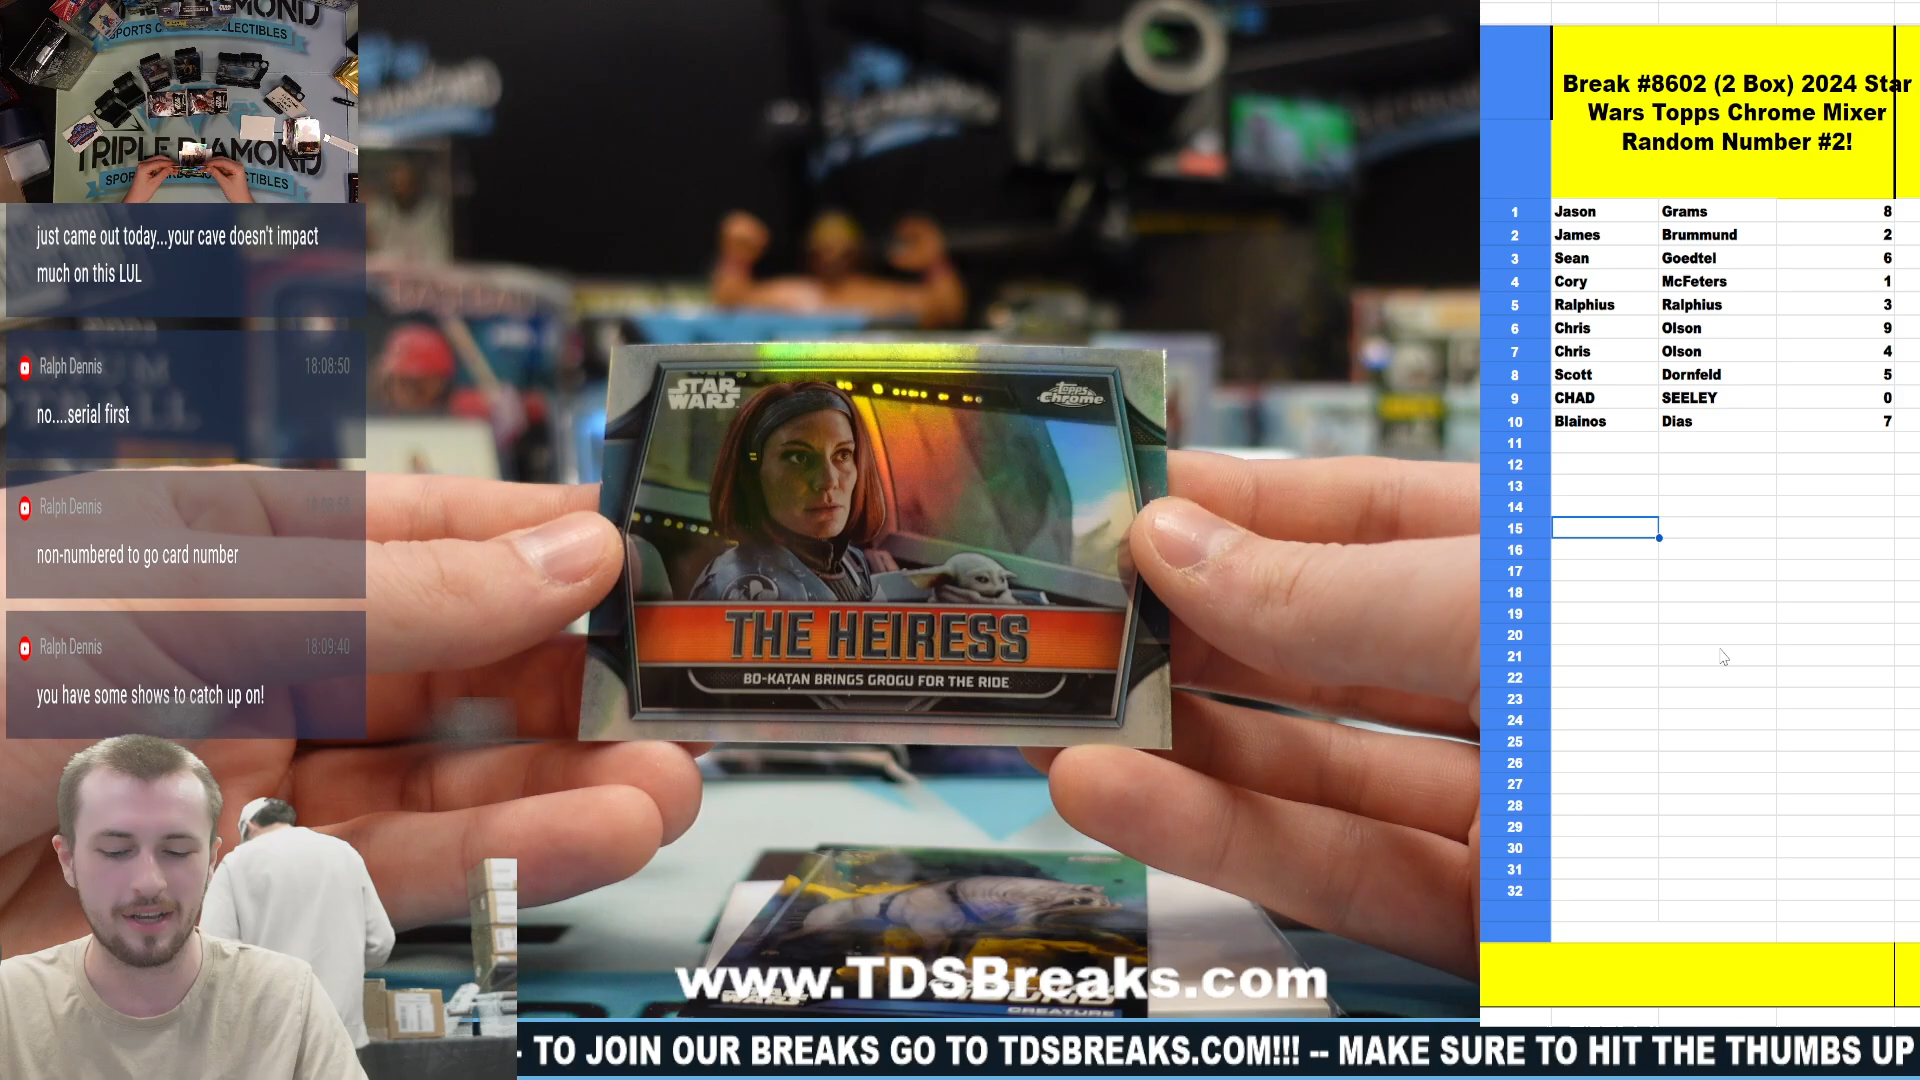 SPORTS CARDS COLLECTIBLES
TRIPLE DIAMOND
just came out today...your cave doesn't impact
much on this LUL
Ralph Dennis 18:08:50
no....serial first
Ralph Dennis
non-numbered to go card number
Ralph Dennis 18:09:40
you have some shows to catch up on!
STAR
WARS
Topps
Chrome
THE HEIRESS
BO-KATAN BRINGS GROGU FOR THE RIDE
CREATURE
www.TDSBreaks.com
- TO JOIN OUR BREAKS GO TO TDSBREAKS.COM!!! -- MAKE SURE TO HIT THE THUMBS UP
Break #8602 (2 Box) 2024 Star
Wars Topps Chrome Mixer
Random Number #2!
1 Jason Grams 8
2 James Brummund 2
3 Sean Goedtel 6
4 Cory McFeters 1
5 Ralphius Ralphius 3
6 Chris Olson 9
7 Chris Olson 4
8 Scott Dornfeld 5
9 CHAD SEELEY 0
10 Blainos Dias 7
11
12
13
14
15
16
17
18
19
20
21
22
23
24
25
26
27
28
29
30
31
32